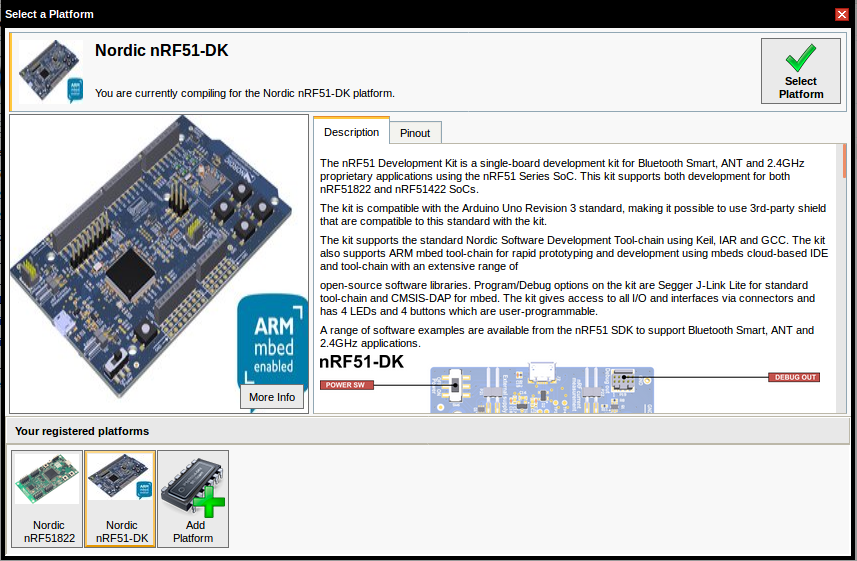 Select a Platform
Nordic nRF51-DK
You are currently compiling for the Nordic nRF51-DK platform.
Select
Platform
ARM
mbed
ARM
mbed
enabled
More Info
Description
Pinout
The nRF51 Development Kit is a single-board development kit for Bluetooth Smart, ANT and 2.4GHz
proprietary applications using the nRF51 Series SoC. This kit supports both development for both
nRF51822 and nRF51422 SoCs.
The kit is compatible with the Arduino Uno Revision 3 standard, making it possible to use 3rd-party shield
that are compatible to this standard with the kit.
The kit supports the standard Nordic Software Development Tool-chain using Keil, IAR and GCC. The kit
also supports ARM mbed tool-chain for rapid prototyping and development using mbeds cloud-based IDE
and tool-chain with an extensive range of
open-source software libraries. Program/Debug options on the kit are Segger J-Link Lite for standard
tool-chain and CMSIS-DAP for mbed. The kit gives access to all I/O and interfaces via connectors and
has 4 LEDs and 4 buttons which are user-programmable.
A range of software examples are available from the nRF51 SDK to support Bluetooth Smart, ANT and
2.4GHz applications.
nRF51-DK
POWER SW
DEBUG OUT
Your registered platforms
Nordic
nRF51822
ARM
mbed
Nordic
nRF51-DK
Add
Platform